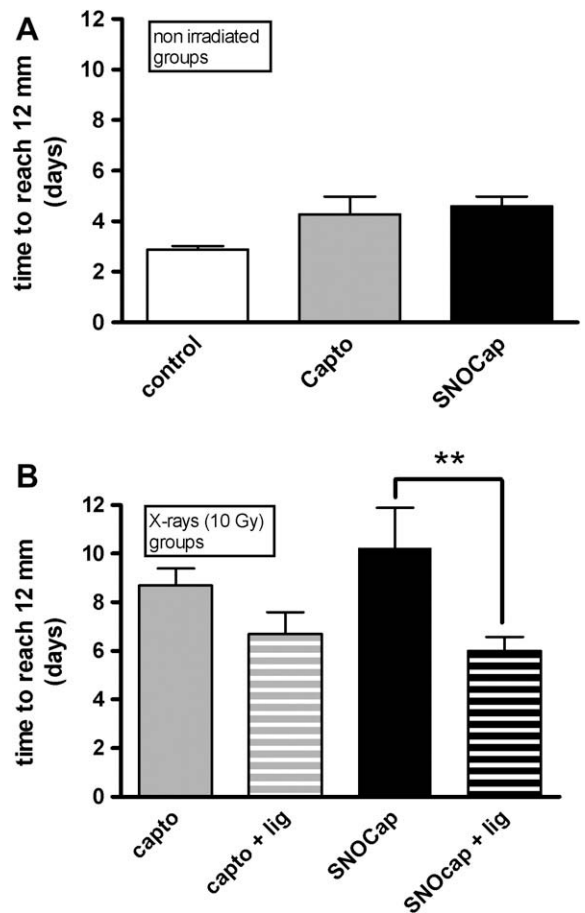 A
non irradiated
groups
time to reach 12 mm
(days)
12
10
8
6
4
2
0
control
Capto
SNOCap
B
**
X-rays (10 Gy)
groups
time to reach 12 mm
(days)
12
10
8
6
4
2
0
capto
capto + lig
SNOCap
SNOcap + lig